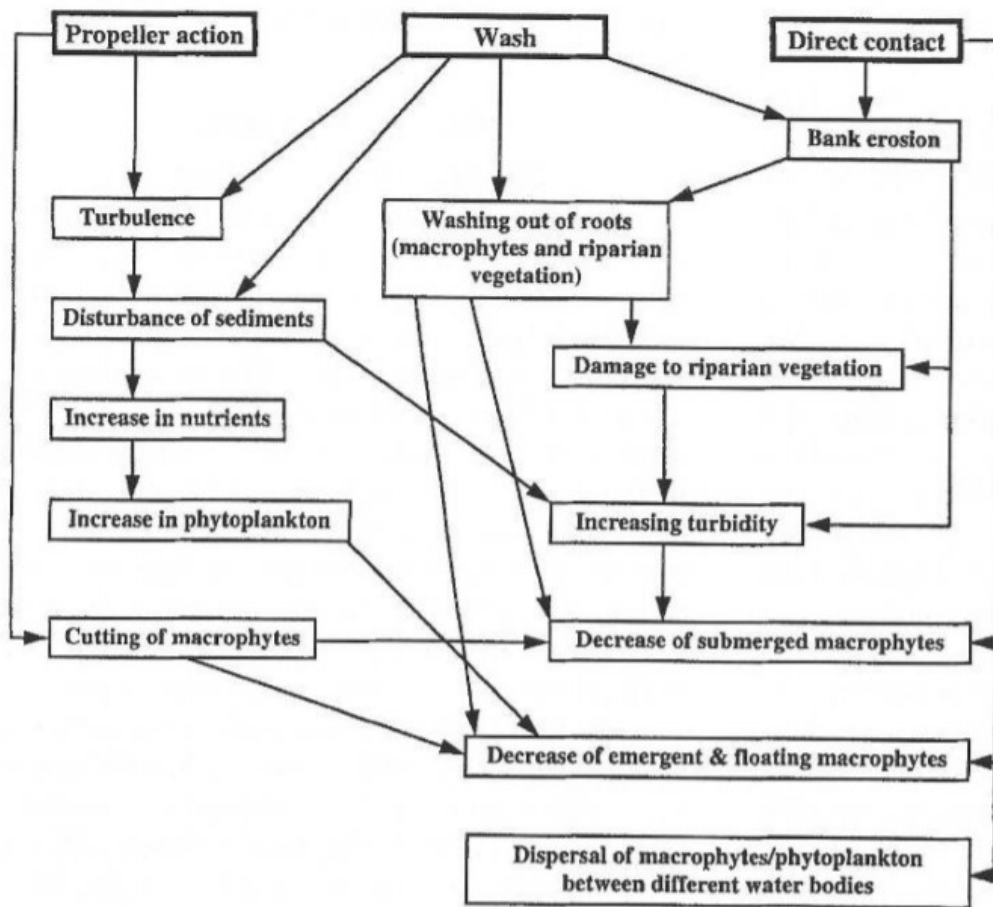 Propeller action
Wash
Direct contact
Bank erosion
Turbulence
Washing out of roots
(macrophytes and riparian
vegetation)
Disturbance of sediments
Damage to riparian vegetation
Increase in nutrients
Increase in phytoplankton
Increasing turbidity
Cutting of macrophytes
Decrease of submerged macrophytes
Decrease of emergent & floating macrophytes
Dispersal of macrophytes/phytoplankton
between different water bodies